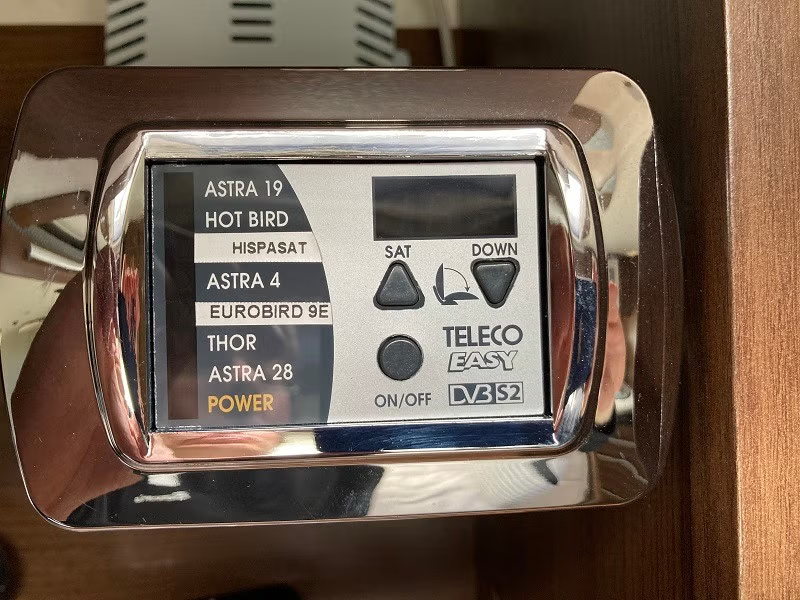 ASTRA 19
HOT BIRD
HISPASAT
ASTRA 4
EUROBIRD 9E
THOR
ASTRA 28
POWER
SAT
DOWN
TELECO
EASY
ON/OFF
DVB S2